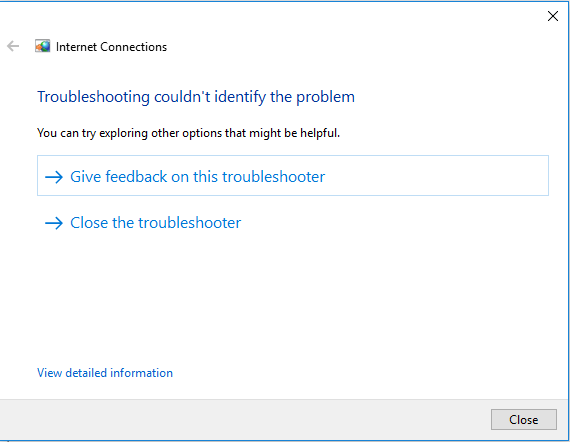 Internet Connections
Troubleshooting couldn't identify the problem
You can try exploring other options that might be helpful.
Give feedback on this troubleshooter
Close the troubleshooter
View detailed information
Close